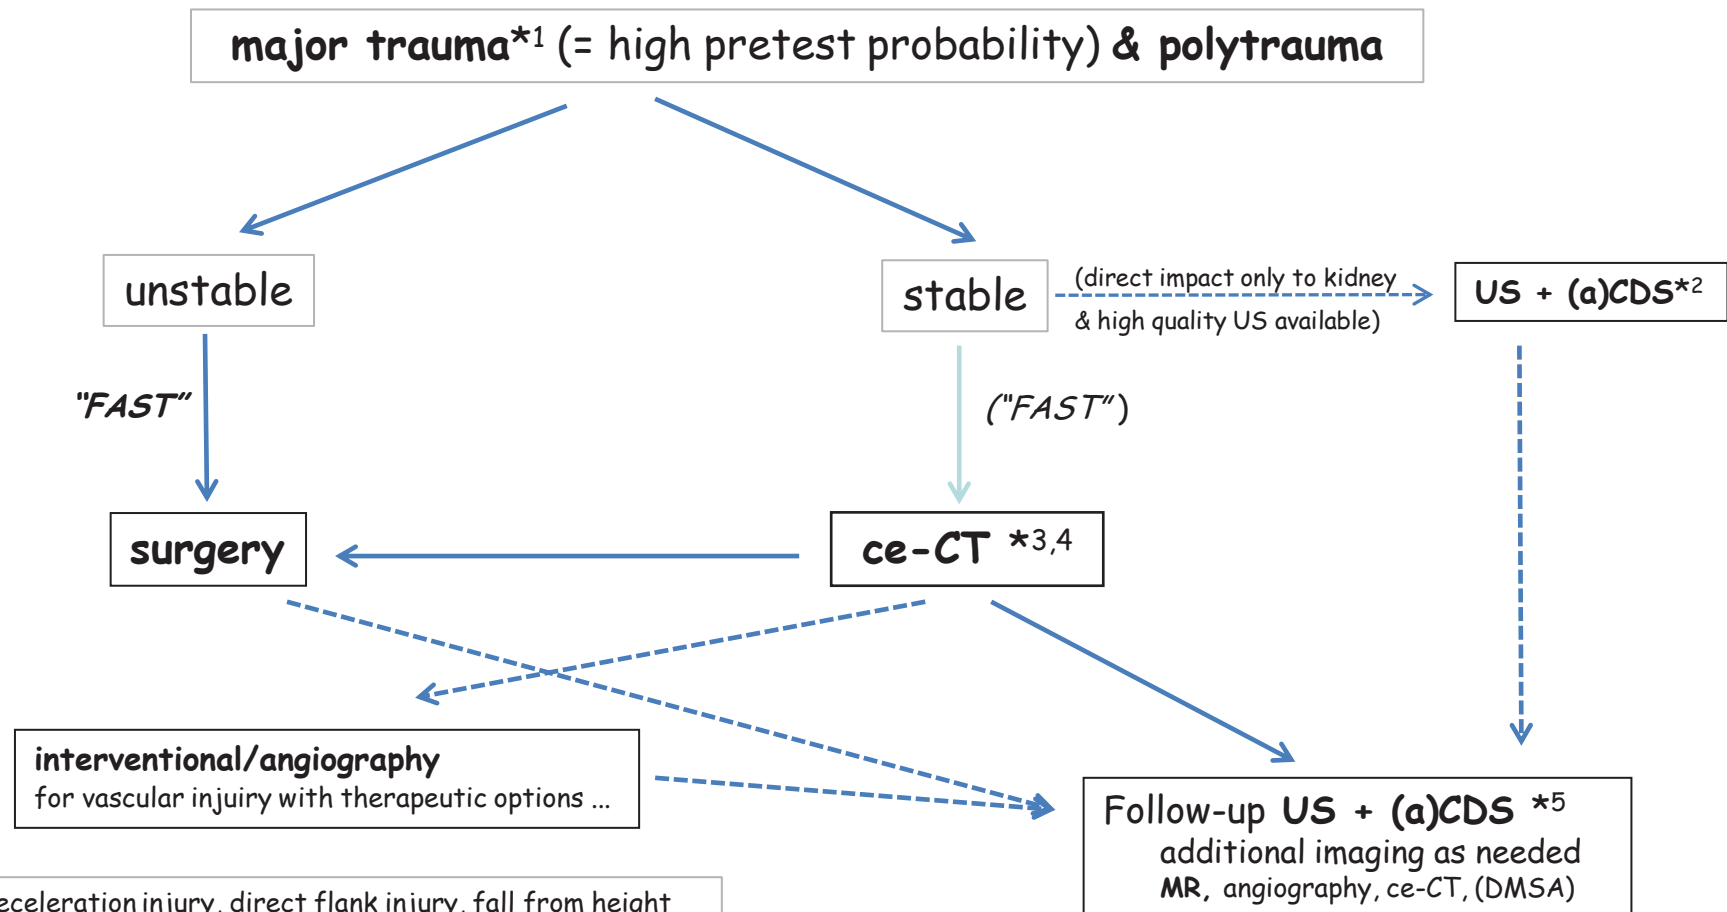 major trauma*1 (= high pretest probability) & polytrauma
unstable
stable
(direct impact only to kidney
& high quality US available)
US + (a)CDS*2
"FAST"
("FAST")
surgery
ce-CT *3,4
interventional/angiography
for vascular injuiry with therapeutic options ...
Follow-up US + (a)CDS *5
additional imaging as needed
MR, angiography, ce-CT, (DMSA)
eceleration injury, direct flank injury, fall from height